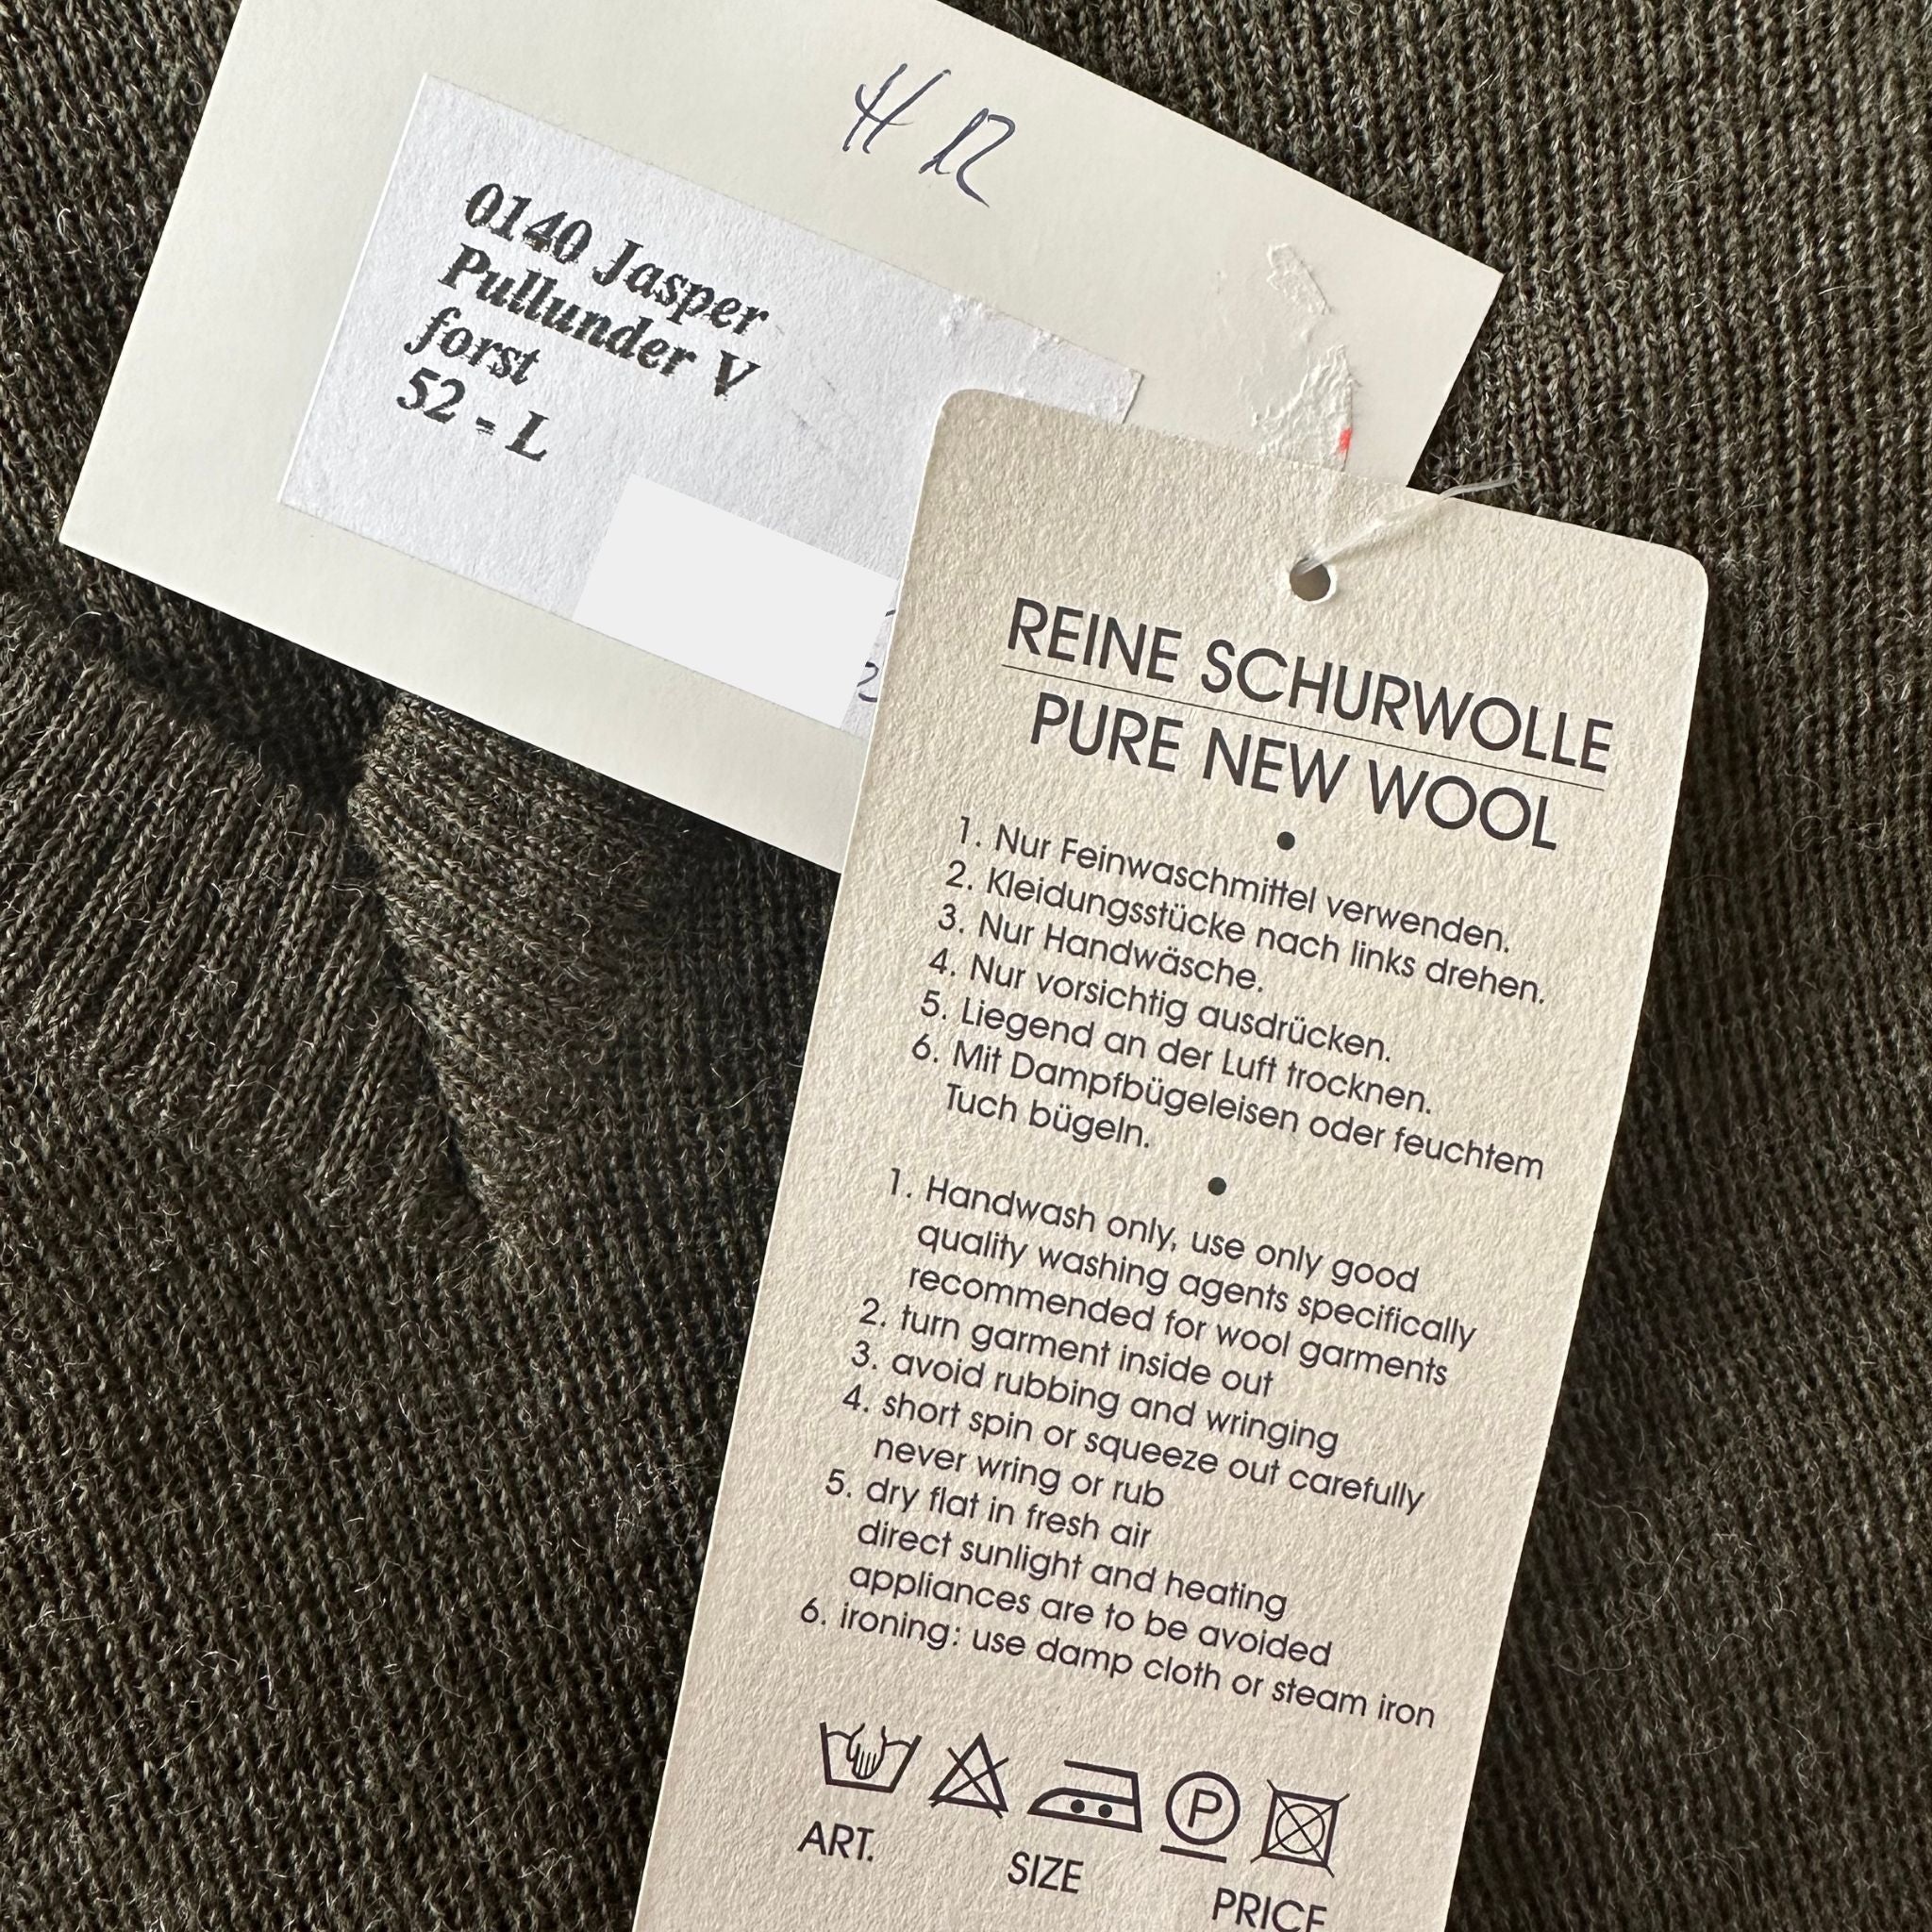 0140 Jasper
Pullunder V
forst
52 - L
REINE SCHURWOLLE
PURE NEW WOOL
1. Nur Feinwaschmittel verwenden.
2. Kleidungsstücke nach links drehen.
3. Nur Handwäsche.
4. Nur vorsichtig ausdrücken.
5. Liegend an der Luft trocknen.
6. Mit Dampfbügeleisen oder feuchtem
Tuch bügeln.
1. Handwash only, use only good
quality washing agents specifically
recommended for wool garments
2. turn garment inside out
3. avoid rubbing and wringing
4. short spin or squeeze out carefully
never wring or rub
5. dry flat in fresh air
direct sunlight and heating
appliances are to be avoided
6. ironing: use damp cloth or steam iron
P
ART.
SIZE
PRICE